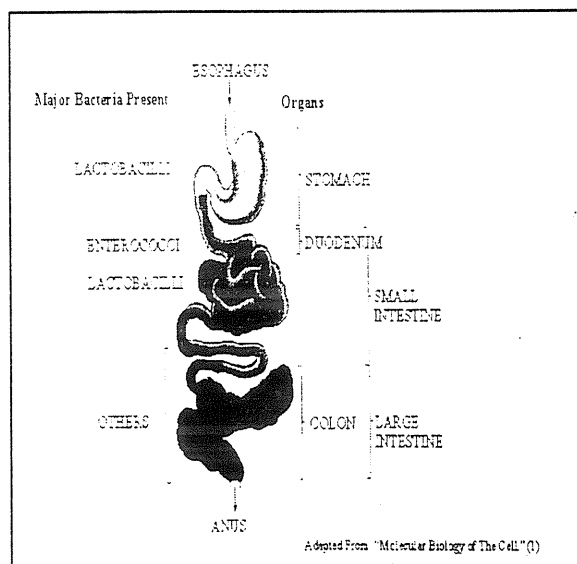 ESOPHAGUS
Major Bacteria Present
Organs
LACTOBACILLI
STOMACH
ENTEROCOCCI
DUODENUM
LACTOBACILLI
SMALL
INTESTINE
OTHERS
COLON
LARGE
INTESTINE
ANUS
Adapted From "Molecular Biology of The Cell" (1)